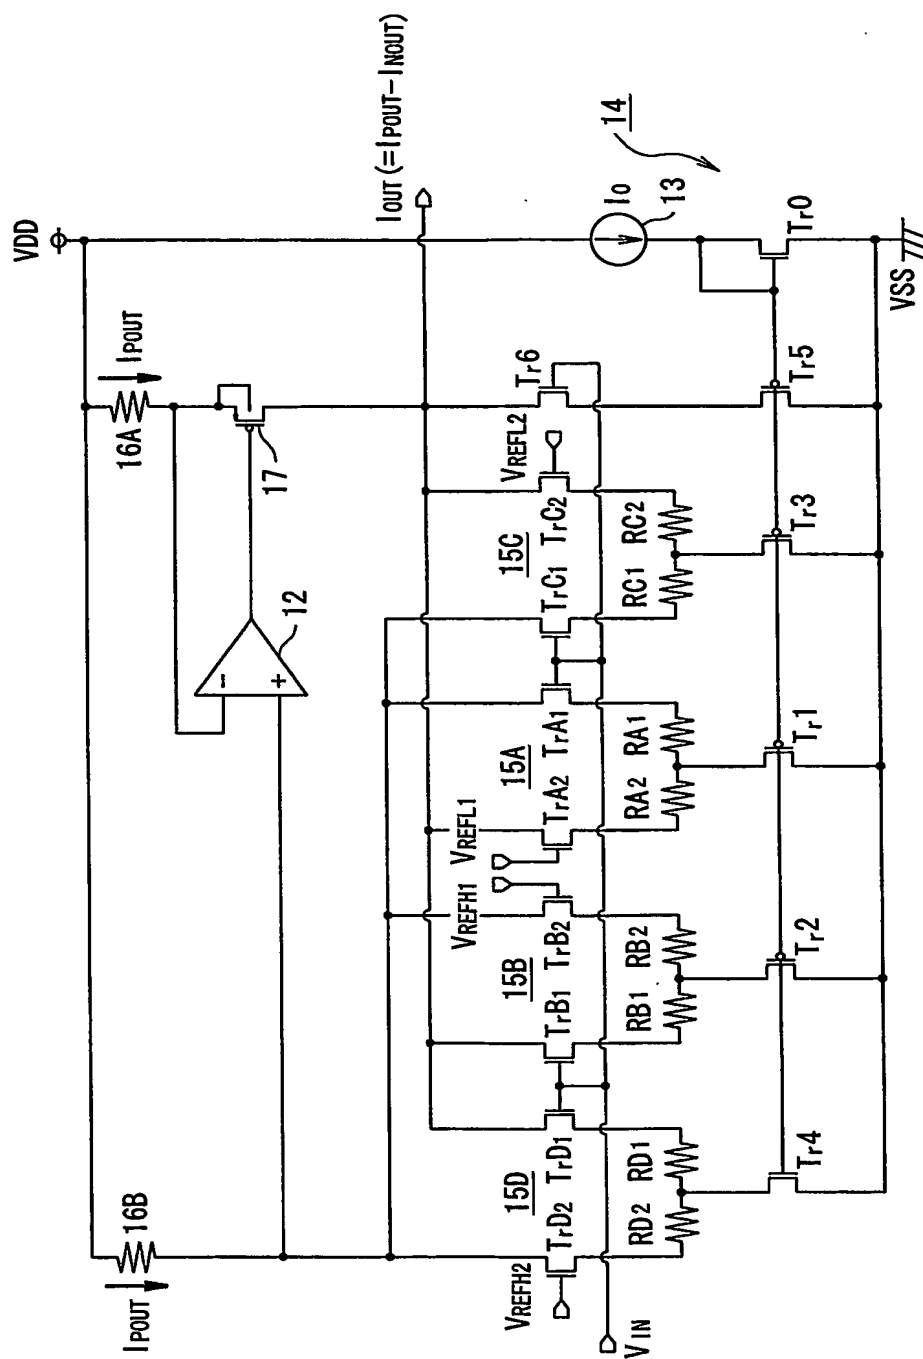 VDD
IPOUT
16A
IPOUT
16B
17
12
-
+
IOUT (=IPOUT-INOUT)
14
I0
13
Tr0
VSS
VREFH2
TrD2
15D
TrD1
TrB1
15B
TrB2
VREFH1
VREFL1
TrA2
15A
TrA1
TrC1
15C
TrC2
VREFL2
Tr6
VIN
RD2
RD1
RB1
RB2
RA2
RA1
RC1
RC2
Tr4
Tr2
Tr1
Tr3
Tr5